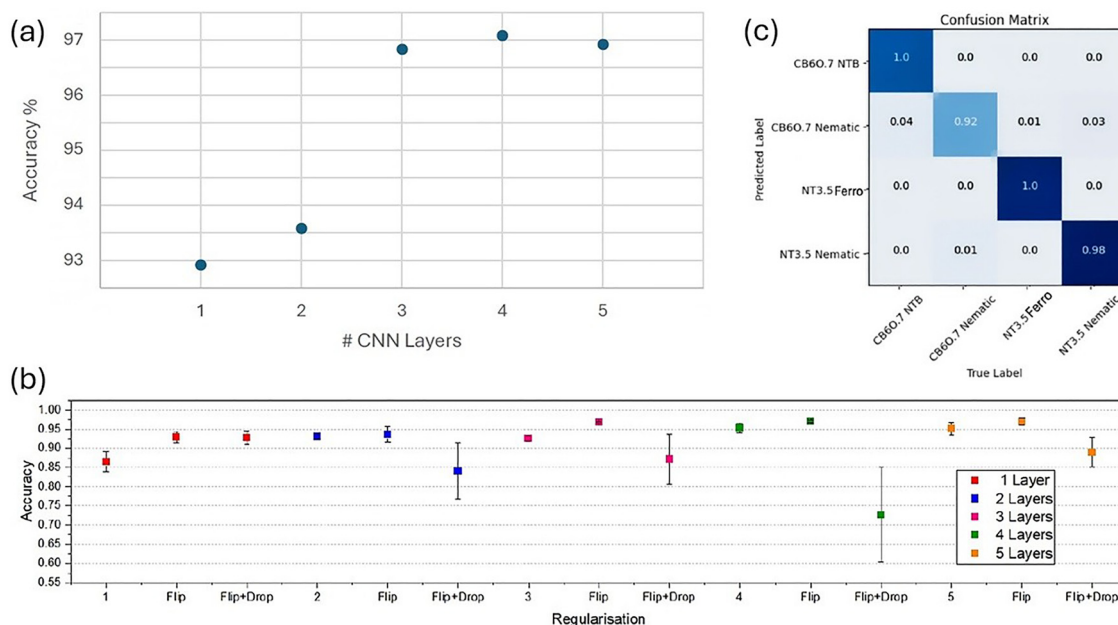 (a)
97
96
95
94
93
Accuracy %
1 2 3 4 5
# CNN Layers
(c)
Confusion Matrix
CB6O.7 NTB 1.0 0.0 0.0 0.0
CB6O.7 Nematic 0.04 0.92 0.01 0.03
NT3.5 Ferro 0.0 0.0 1.0 0.0
NT3.5 Nematic 0.0 0.01 0.0 0.98
Predicted Label
CB6O.7 NTB CB6O.7 Nematic NT3.5 Ferro NT3.5 Nematic
True Label
(b)
1.00
0.95
0.90
0.85
0.80
0.75
0.70
0.65
0.60
0.55
Accuracy
1 Layer
2 Layers
3 Layers
4 Layers
5 Layers
1 Flip Flip+Drop 2 Flip Flip+Drop 3 Flip Flip+Drop 4 Flip Flip+Drop 5 Flip Flip+Drop
Regularisation